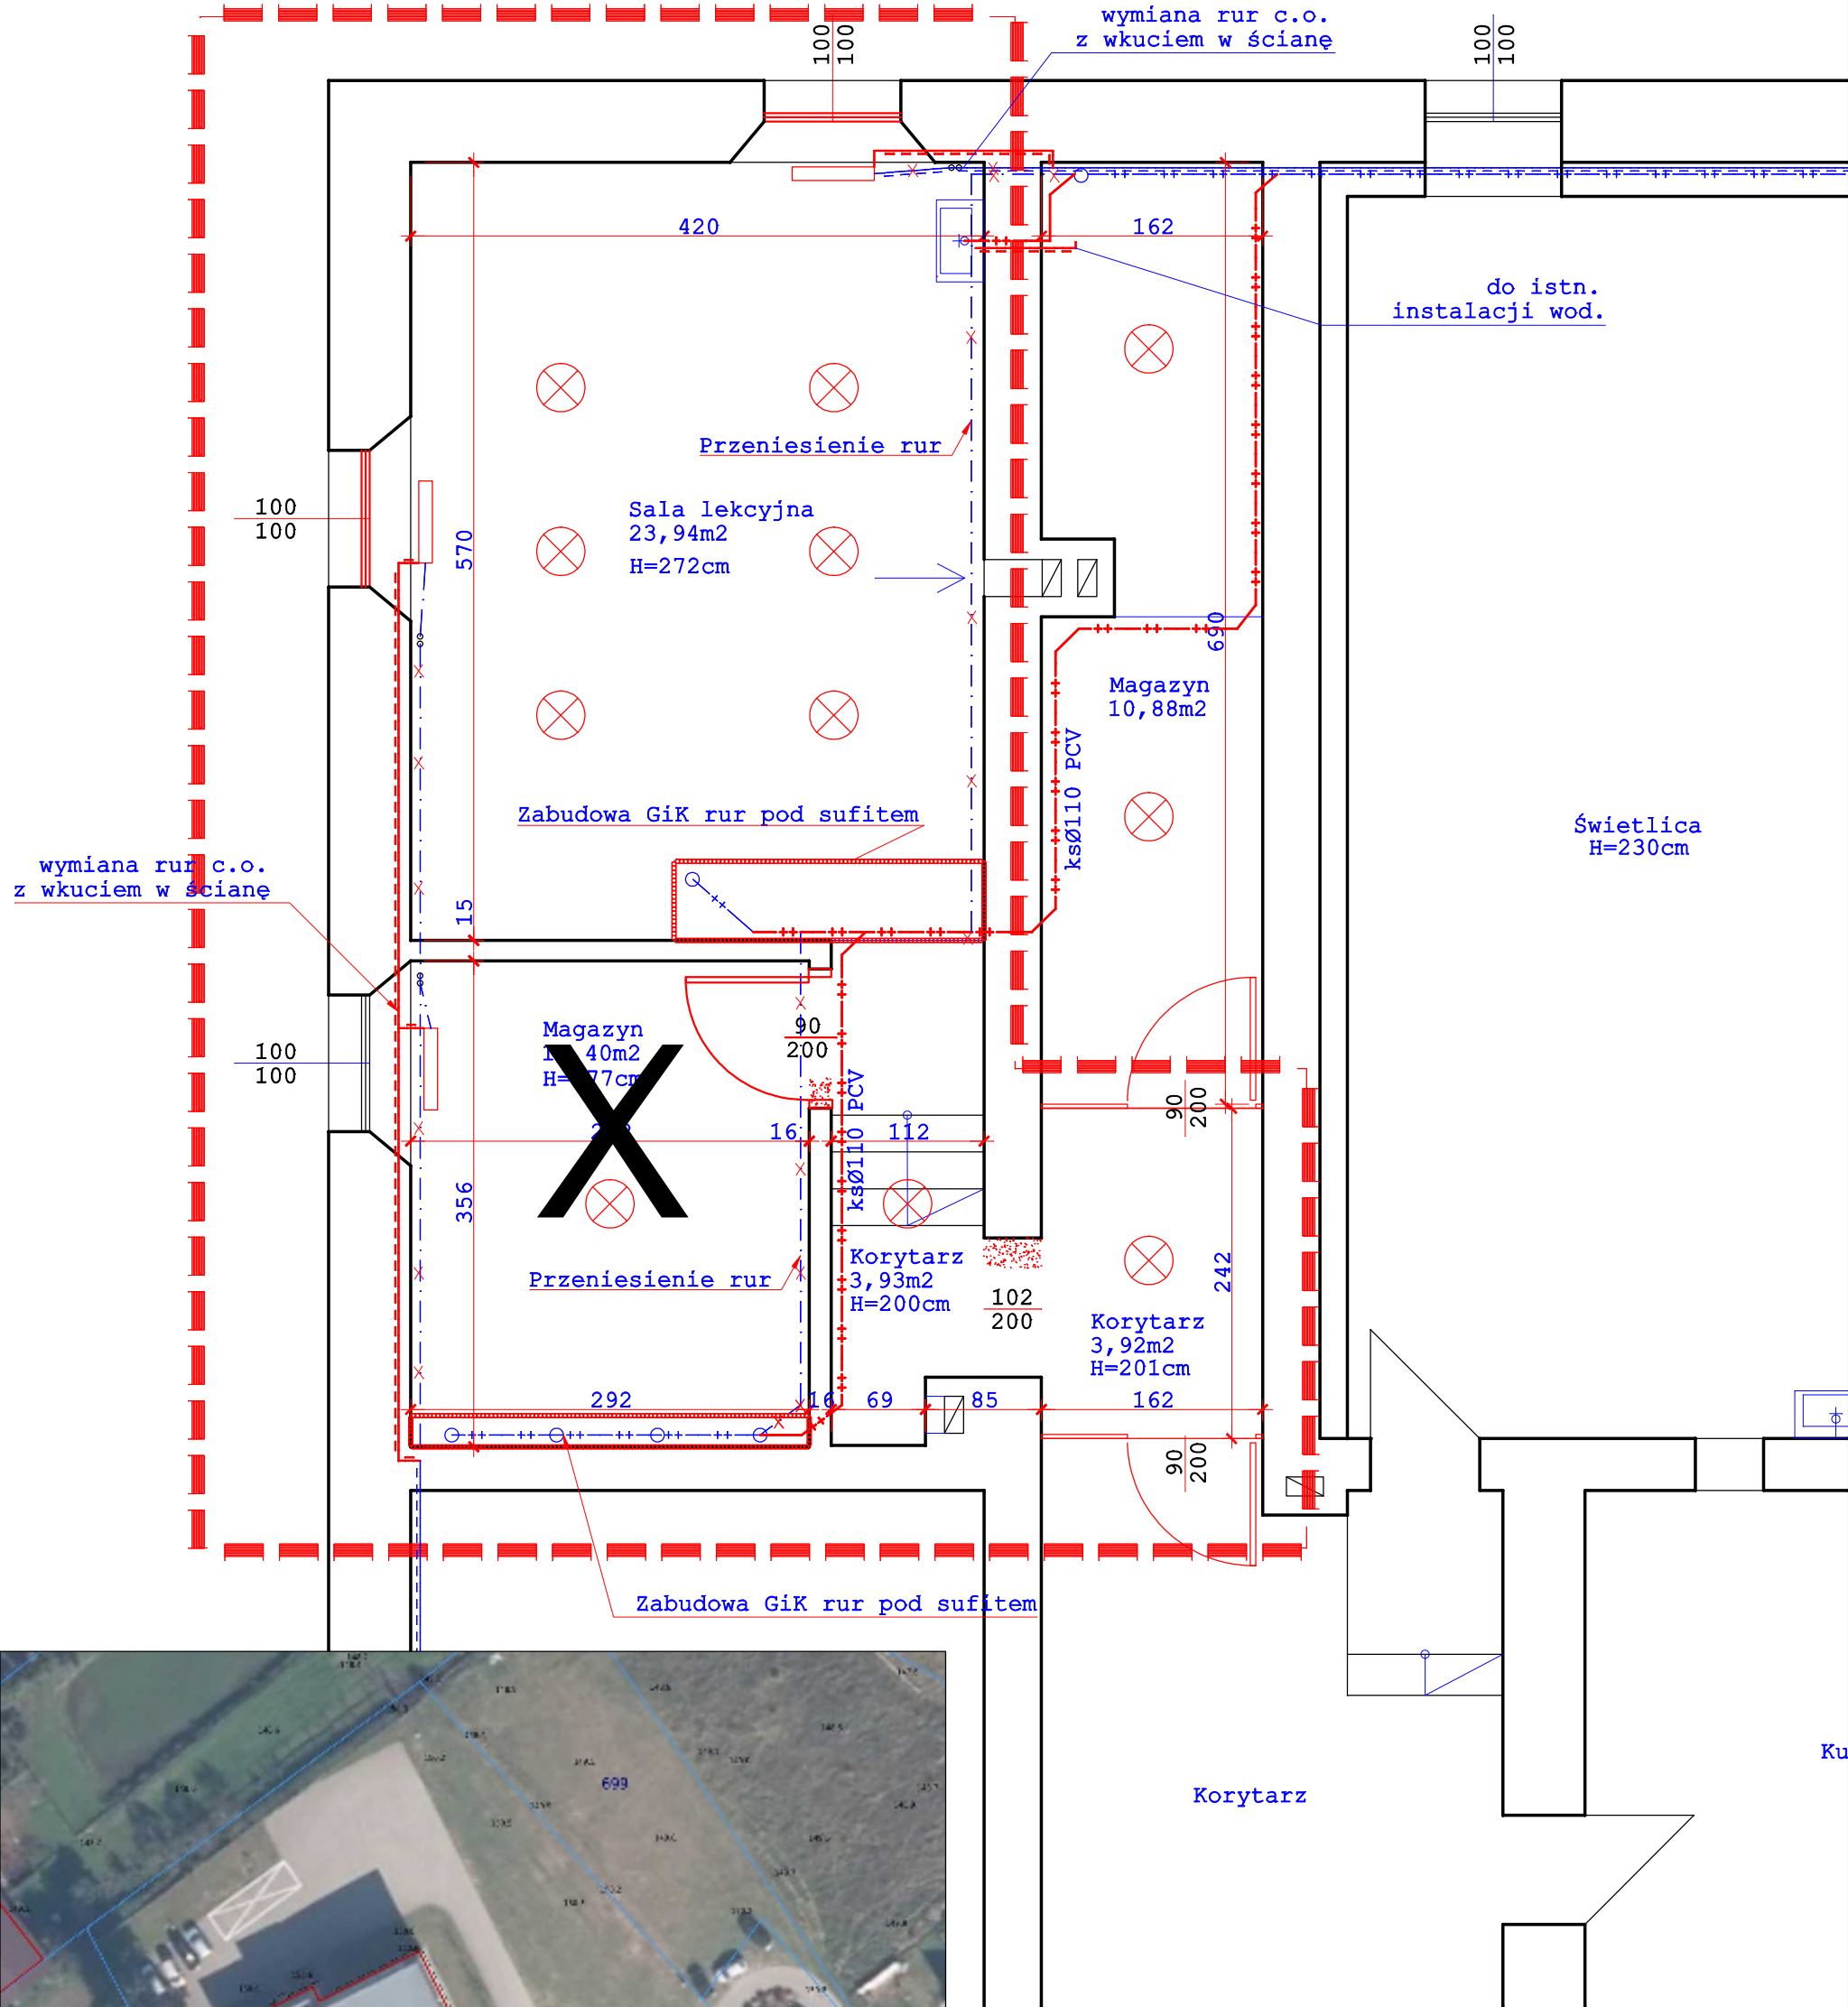 wymiana rur c.o.
z wkuciem w ścianę
100
100
100
100
420
162
do istn.
instalacji wod.
Przeniesienie rur
Sala lekcyjna
23,94m2
H=272cm
100
100
570
690
Magazyn
10,88m2
ksØ110 PCV
Zabudowa GiK rur pod sufitem
Świetlica
H=230cm
wymiana rur c.o.
z wkuciem w ścianę
15
Magazyn
40m2
90
200
100
100
16
112
ksØ110 PCV
90
200
356
Przeniesienie rur
Korytarz
3,93m2
H=200cm
102
200
242
Korytarz
3,92m2
H=201cm
292
16
69
85
162
90
200
Zabudowa GiK rur pod sufitem
699
Korytarz
Ku